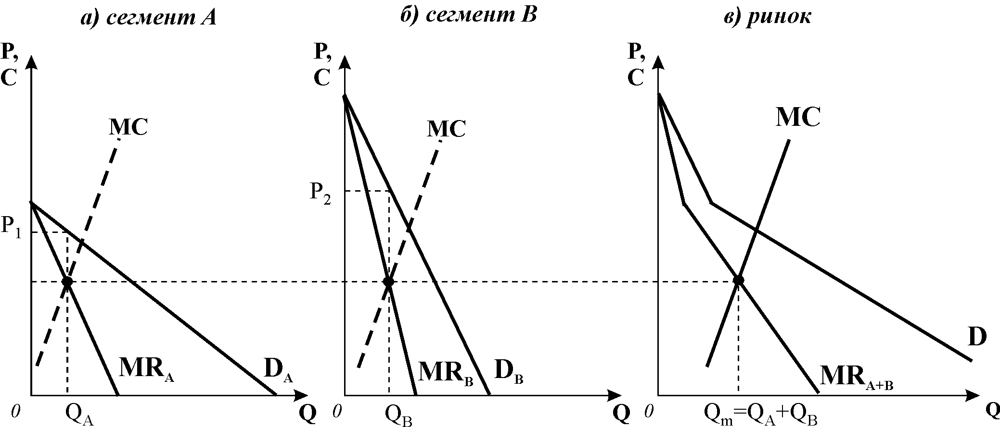 а) сегмент А
P,
C
MC
P1
MRA
DA
0
QA
Q
б) сегмент В
P,
C
MC
P2
MRB
DB
0
QB
Q
в) ринок
P,
C
MC
D
MRA+B
0
Qm=QA+QB
Q